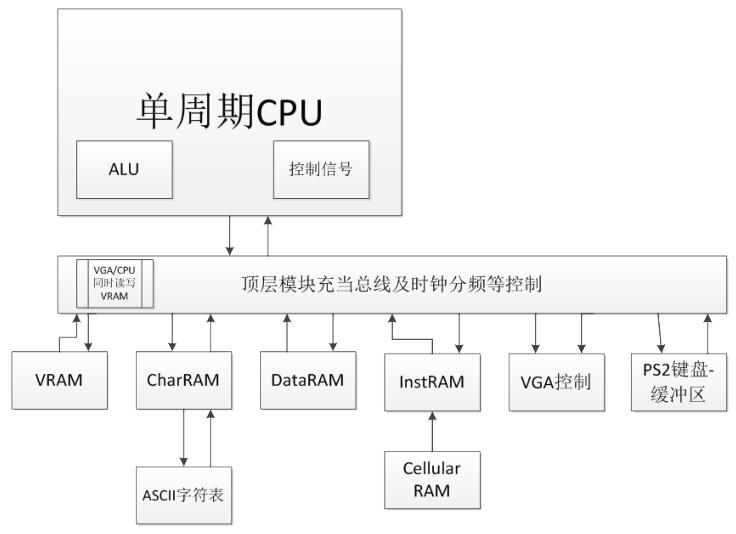 单周期CPU
ALU
控制信号
VGA/CPU
同时读写
VRAM
顶层模块充当总线及时钟分频等控制
VRAM
CharRAM
DataRAM
InstRAM
VGA控制
PS2键盘-
缓冲区
ASCII字符表
Cellular
RAM